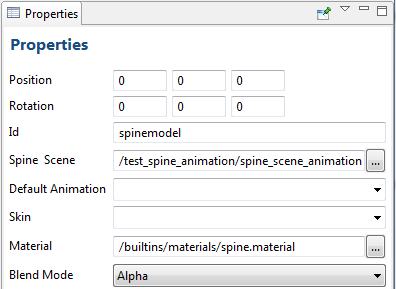 Properties
Properties
Position 0 0 0
Rotation 0 0 0
Id spinemodel
Spine Scene /test_spine_animation/spine_scene_animation ...
Default Animation
Skin
Material /builtins/materials/spine.material ...
Blend Mode Alpha